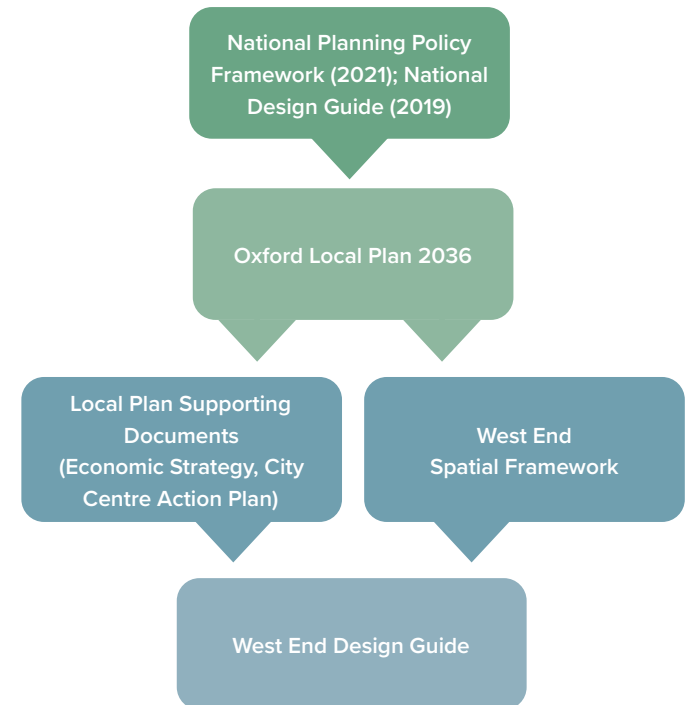 National Planning Policy
Framework (2021); National
Design Guide (2019)
Oxford Local Plan 2036
Local Plan Supporting
Documents
(Economic Strategy, City
Centre Action Plan)
West End
Spatial Framework
West End Design Guide